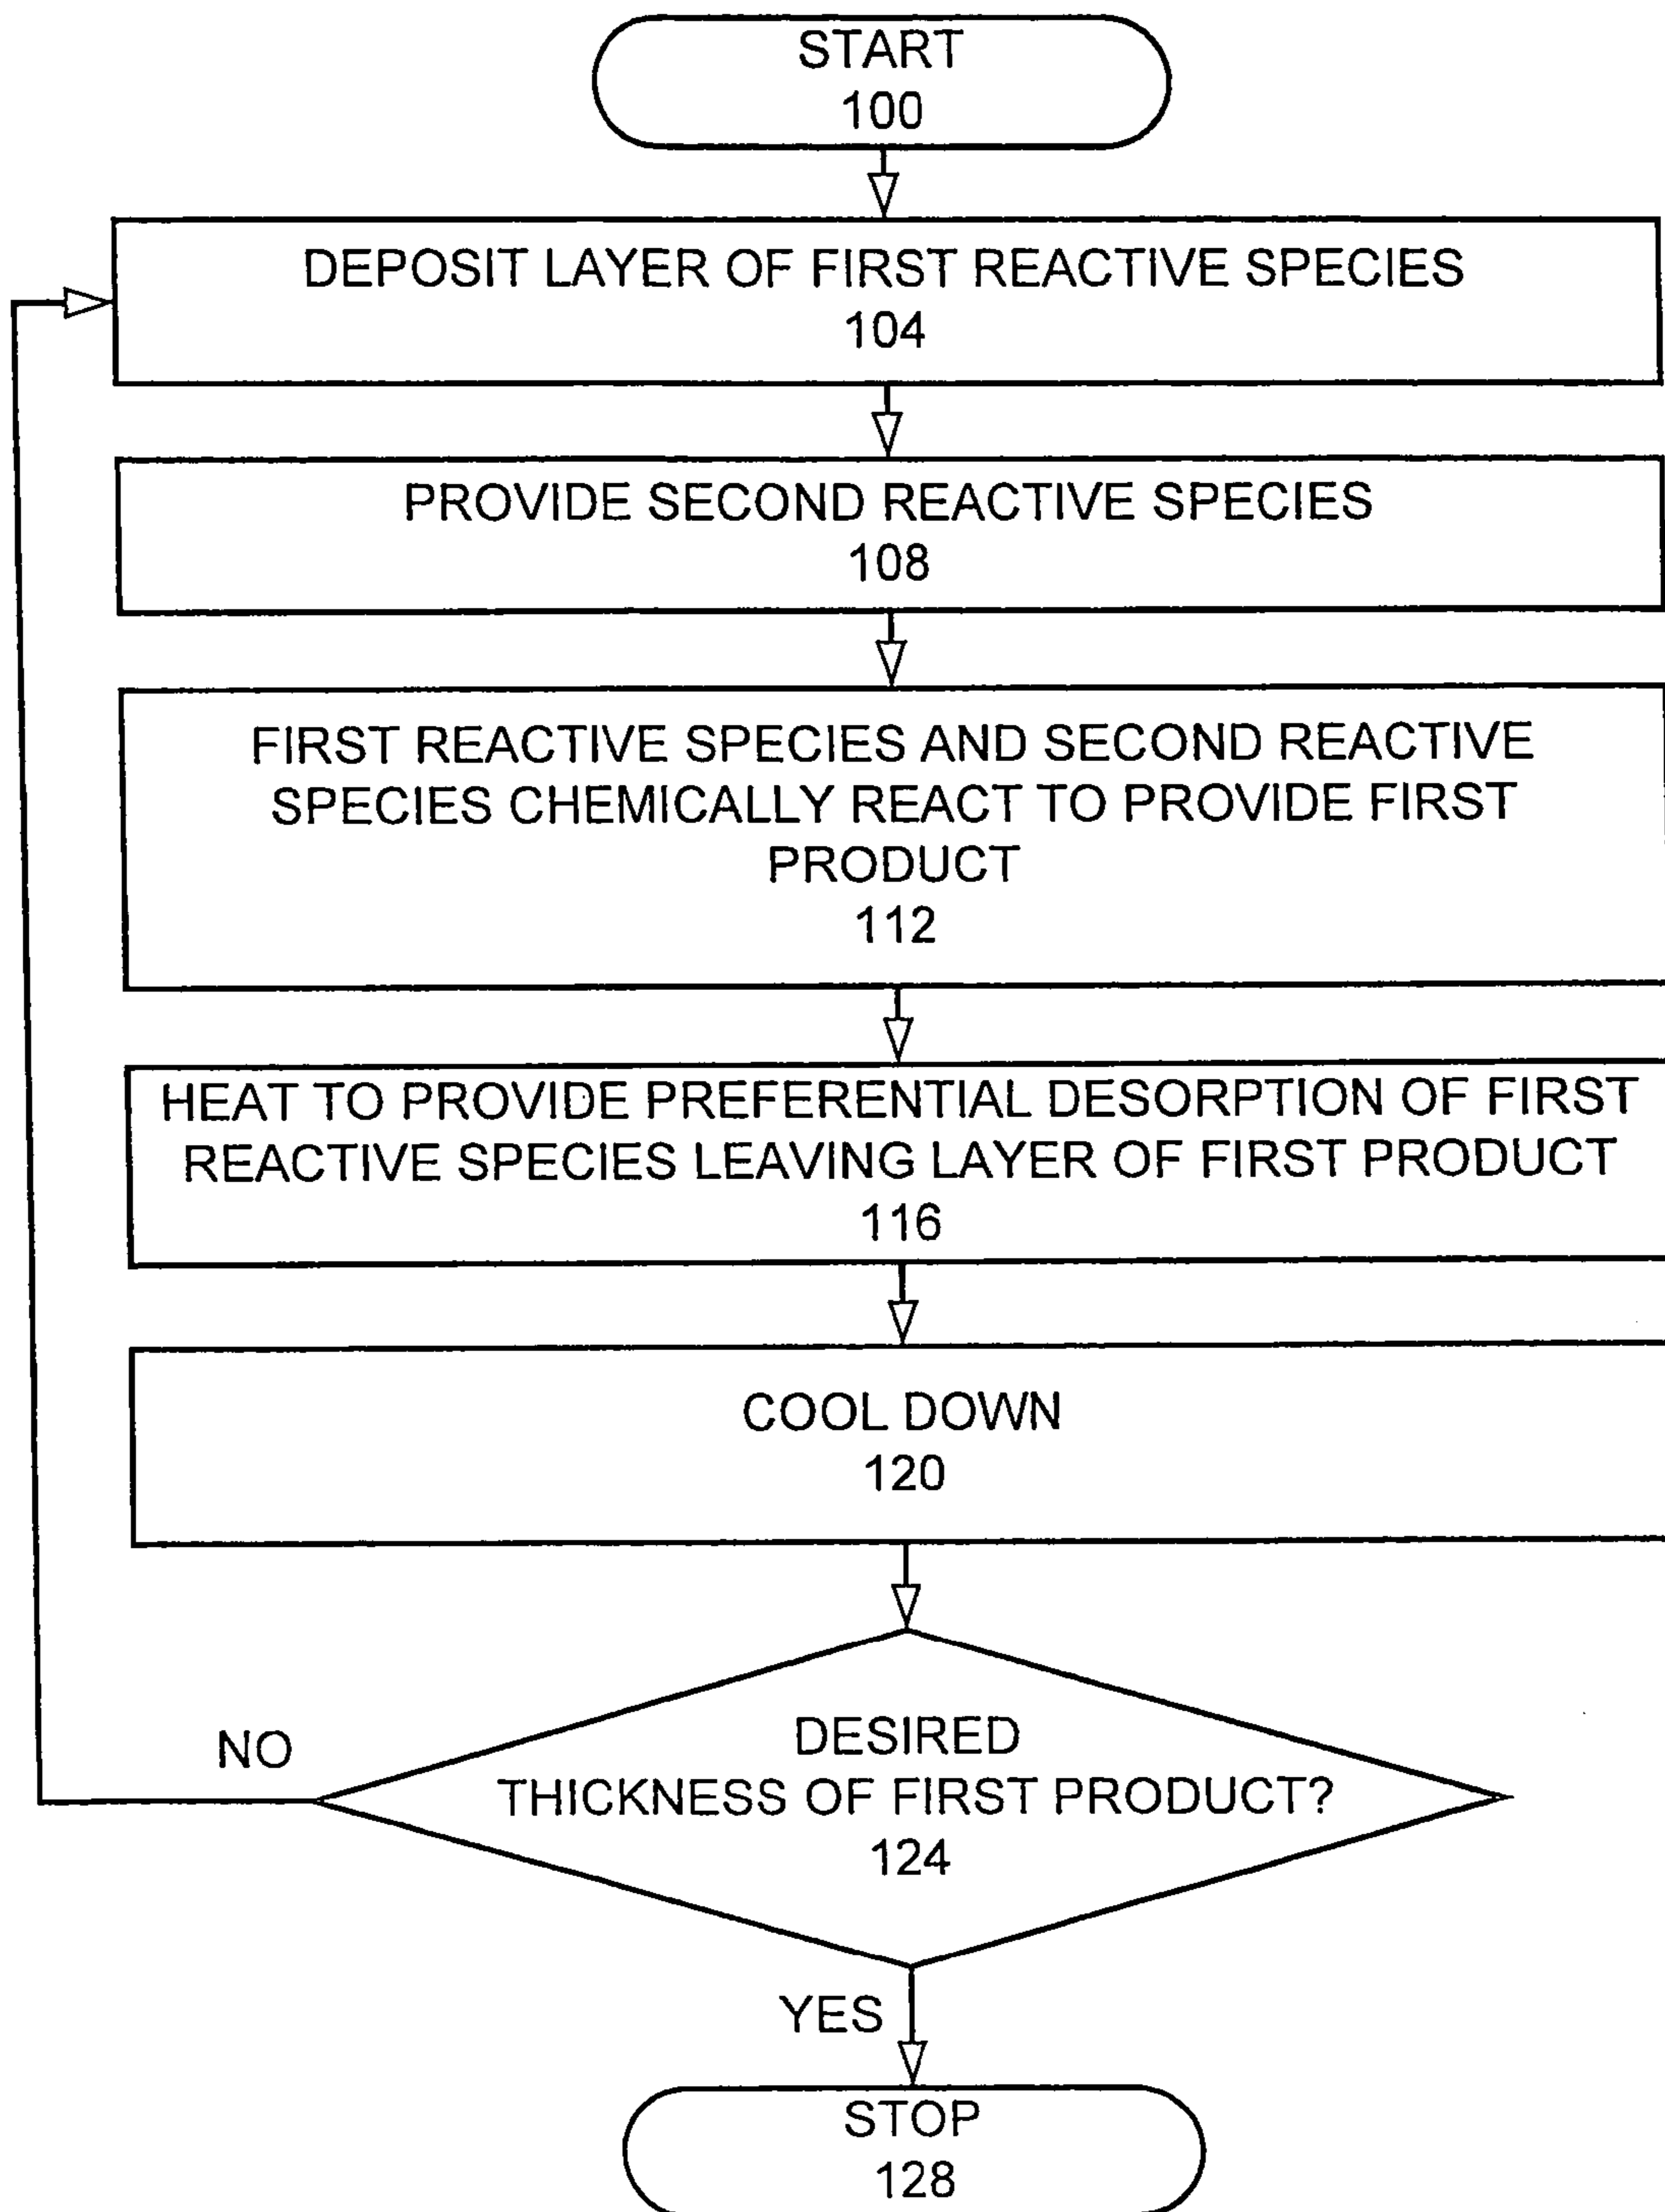 START
100
DEPOSIT LAYER OF FIRST REACTIVE SPECIES
104
PROVIDE SECOND REACTIVE SPECIES
108
FIRST REACTIVE SPECIES AND SECOND REACTIVE
SPECIES CHEMICALLY REACT TO PROVIDE FIRST
PRODUCT
112
HEAT TO PROVIDE PREFERENTIAL DESORPTION OF FIRST
REACTIVE SPECIES LEAVING LAYER OF FIRST PRODUCT
116
COOL DOWN
120
NO
DESIRED
THICKNESS OF FIRST PRODUCT?
124
YES
STOP
128